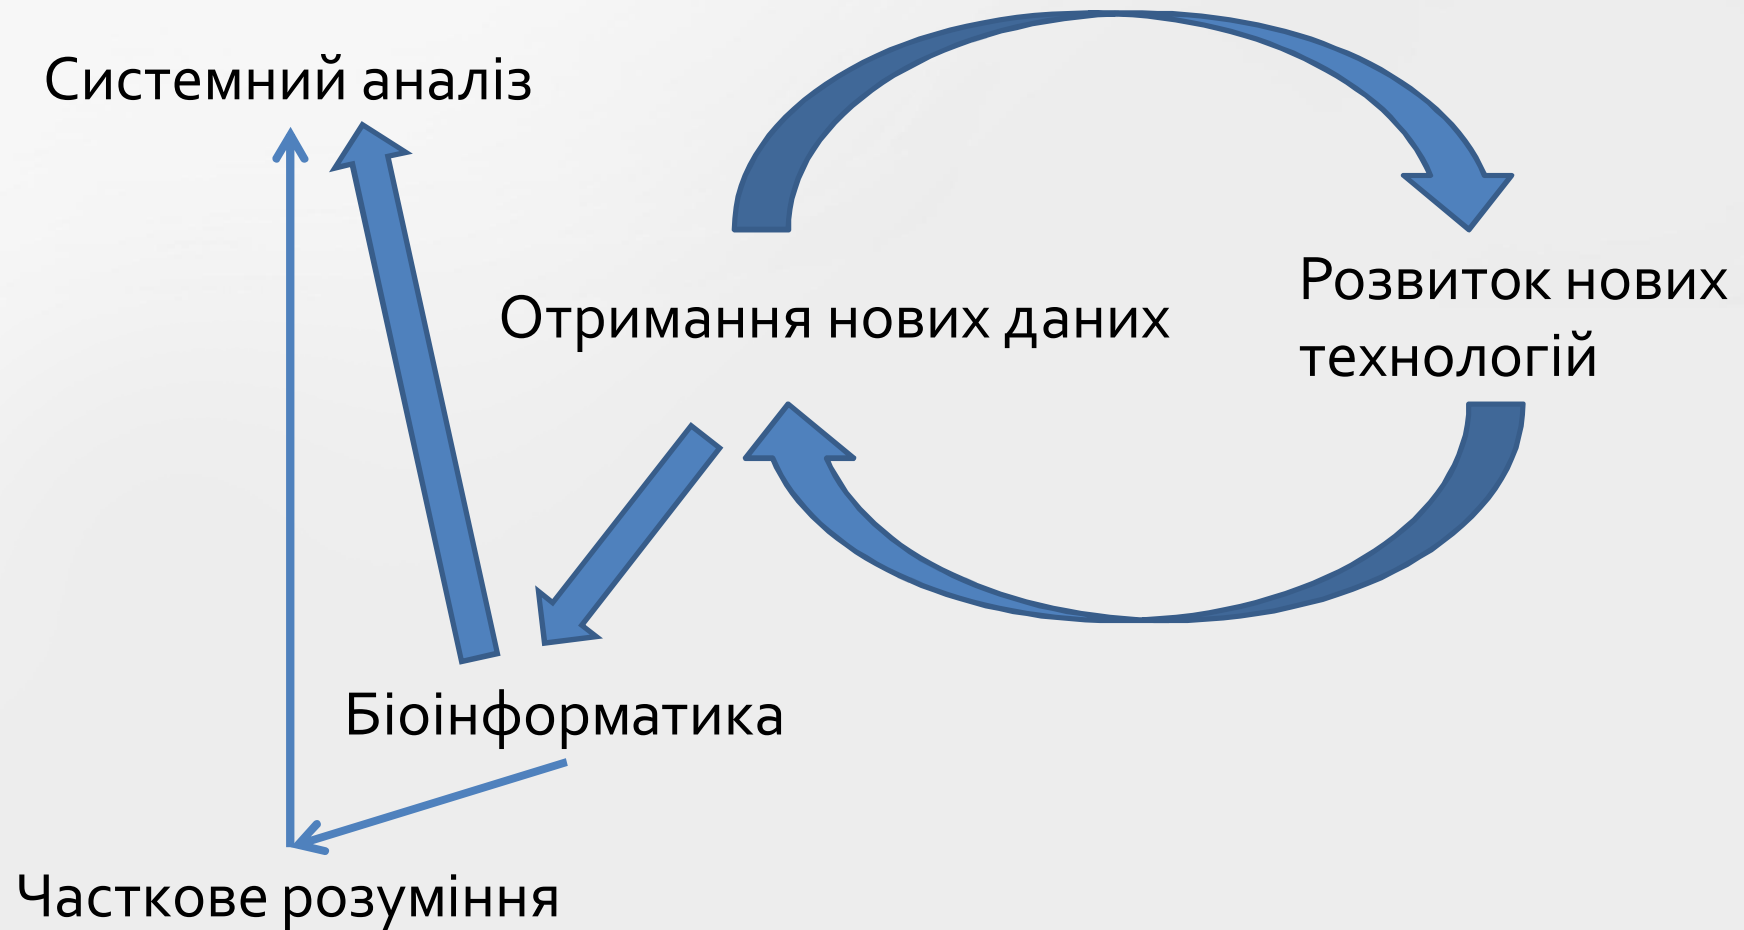 Системний аналіз
Отримання нових даних
Розвиток нових
технологій
Біоінформатика
Часткове розуміння